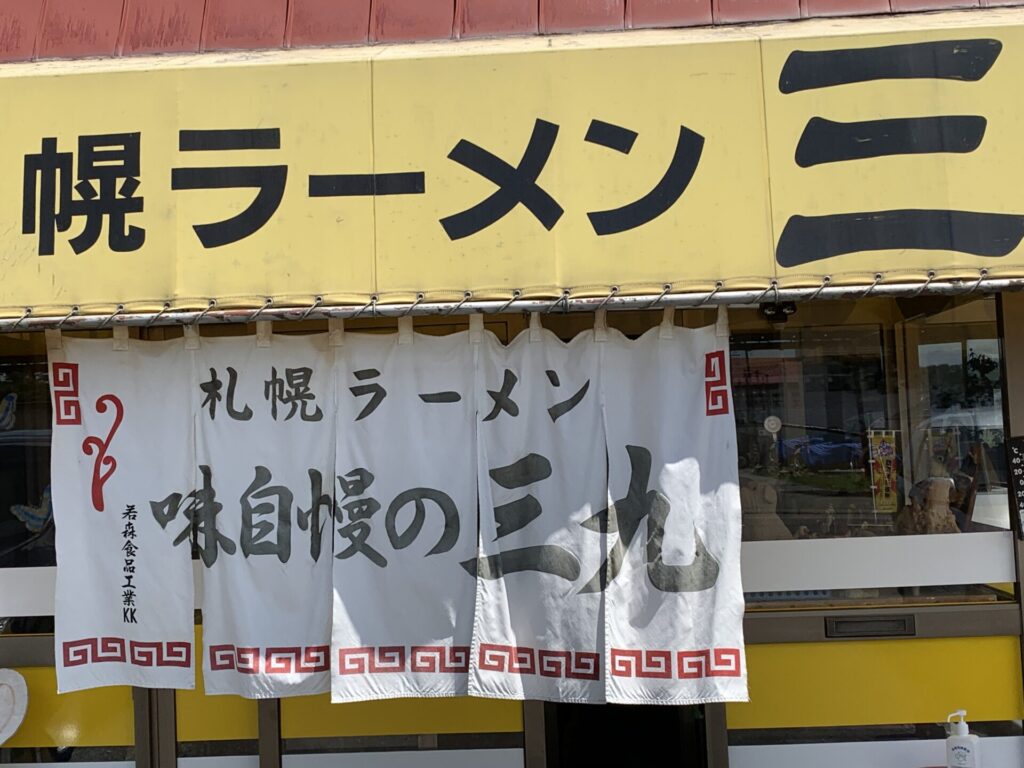 幌ラーメン三
札幌ラーメン
味自慢の三九
若森食品工業KK